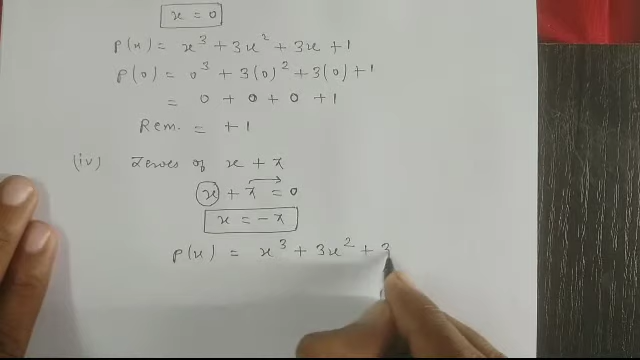 x = 0
P(x) = x³ + 3x² + 3x + 1
P(0) = 0³ + 3(0)² + 3(0) + 1
= 0 + 0 + 0 + 1
Rem. = +1
(iv) Zeroes of x + π
x + π = 0
x = -π
P(x) = x³ + 3x² + 3